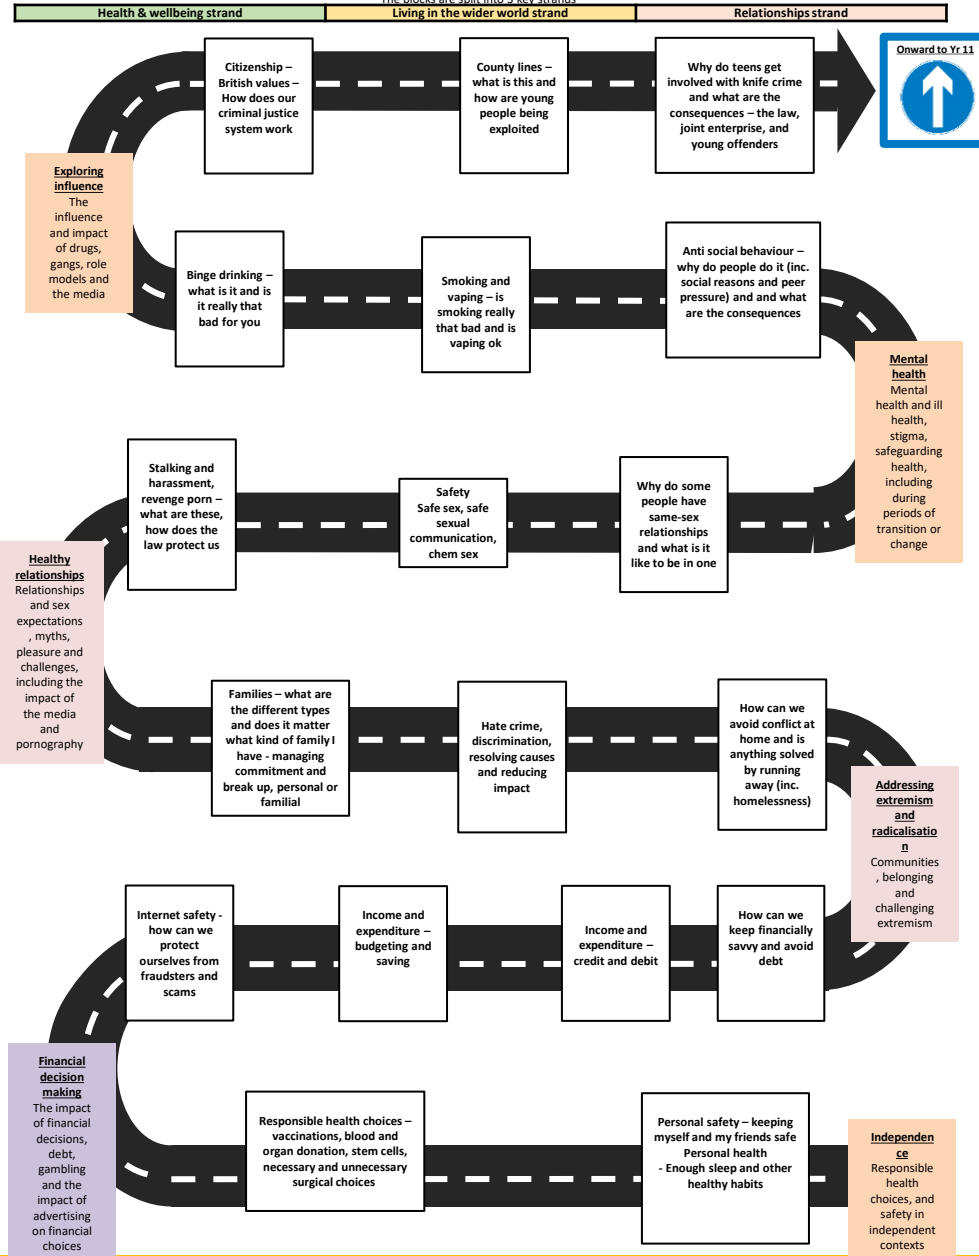 The blocks are split into 3 key strands
Health & wellbeing strand
Living in the wider world strand
Relationships strand
Citizenship –
British values –
How does our
criminal justice
system work
County lines –
what is this and
how are young
people being
exploited
Why do teens get
involved with knife crime
and what are the
consequences – the law,
joint enterprise, and
young offenders
Onward to Yr 11
Exploring
influence
The
influence
and impact
of drugs,
gangs, role
models and
the media
Binge drinking –
what is it and is
it really that
bad for you
Smoking and
vaping – is
smoking really
that bad and is
vaping ok
Anti social behaviour –
why do people do it (inc.
social reasons and peer
pressure) and and what
are the consequences
Mental
health
Mental
health and ill
health,
stigma,
safeguarding
health,
including
during
periods of
transition or
change
Stalking and
harassment,
revenge porn –
what are these,
how does the
law protect us
Safety
Safe sex, safe
sexual
communication,
chem sex
Why do some
people have
same-sex
relationships
and what is it
like to be in one
Healthy
relationships
Relationships
and sex
expectations
, myths,
pleasure and
challenges,
including the
impact of
the media
and
pornography
Families – what are
the different types
and does it matter
what kind of family I
have - managing
commitment and
break up, personal or
familial
Hate crime,
discrimination,
resolving causes
and reducing
impact
How can we
avoid conflict at
home and is
anything solved
by running
away (inc.
homelessness)
Addressing
extremism
and
radicalisatio
n
Communities
, belonging
and
challenging
extremism
Internet safety -
how can we
protect
ourselves from
fraudsters and
scams
Income and
expenditure –
budgeting and
saving
Income and
expenditure –
credit and debit
How can we
keep financially
savvy and avoid
debt
Financial
decision
making
The impact
of financial
decisions,
debt,
gambling
and the
impact of
advertising
on financial
choices
Responsible health choices –
vaccinations, blood and
organ donation, stem cells,
necessary and unnecessary
surgical choices
Personal safety – keeping
myself and my friends safe
Personal health
- Enough sleep and other
healthy habits
Independen
ce
Responsible
health
choices, and
safety in
independent
contexts